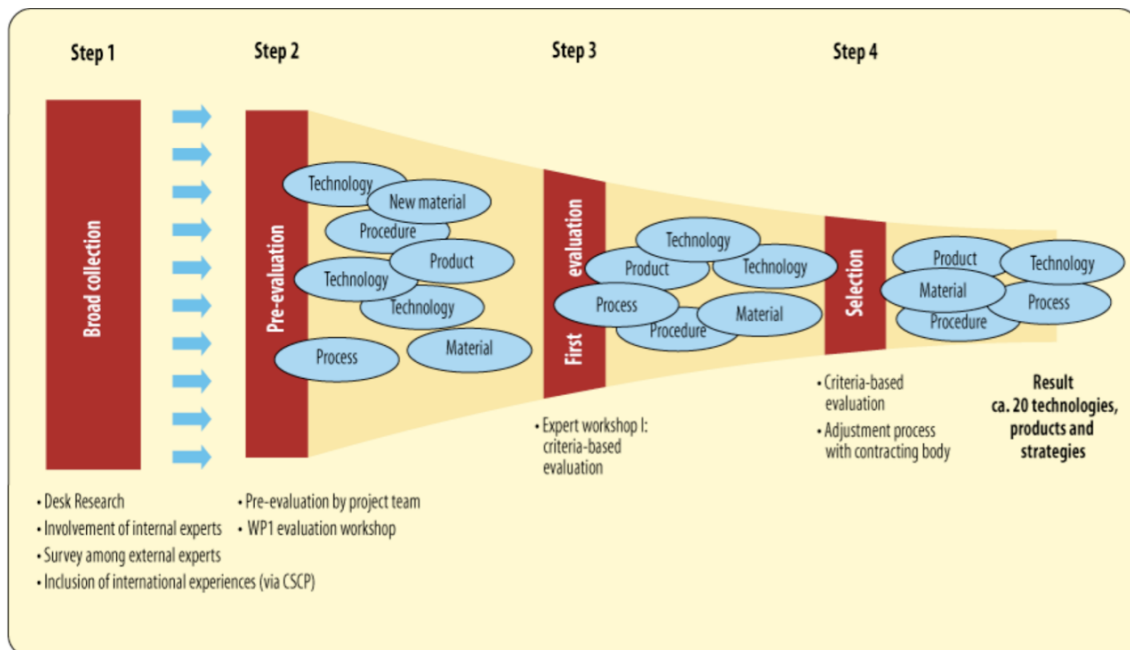 Step 1
Step 2
Step 3
Step 4
Broad collection
Pre-evaluation
Technology
New material
Procedure
Product
Technology
Technology
Material
Process
First evaluation
Technology
Product
Technology
Process
Material
Procedure
Selection
Product
Technology
Material
Process
Procedure
• Desk Research
• Involvement of internal experts
• Survey among external experts
• Inclusion of international experiences (via CSCP)
• Pre-evaluation by project team
• WP1 evaluation workshop
• Expert workshop I:
criteria-based
evaluation
• Criteria-based
evaluation
• Adjustment process
with contracting body
Result
ca. 20 technologies,
products and
strategies